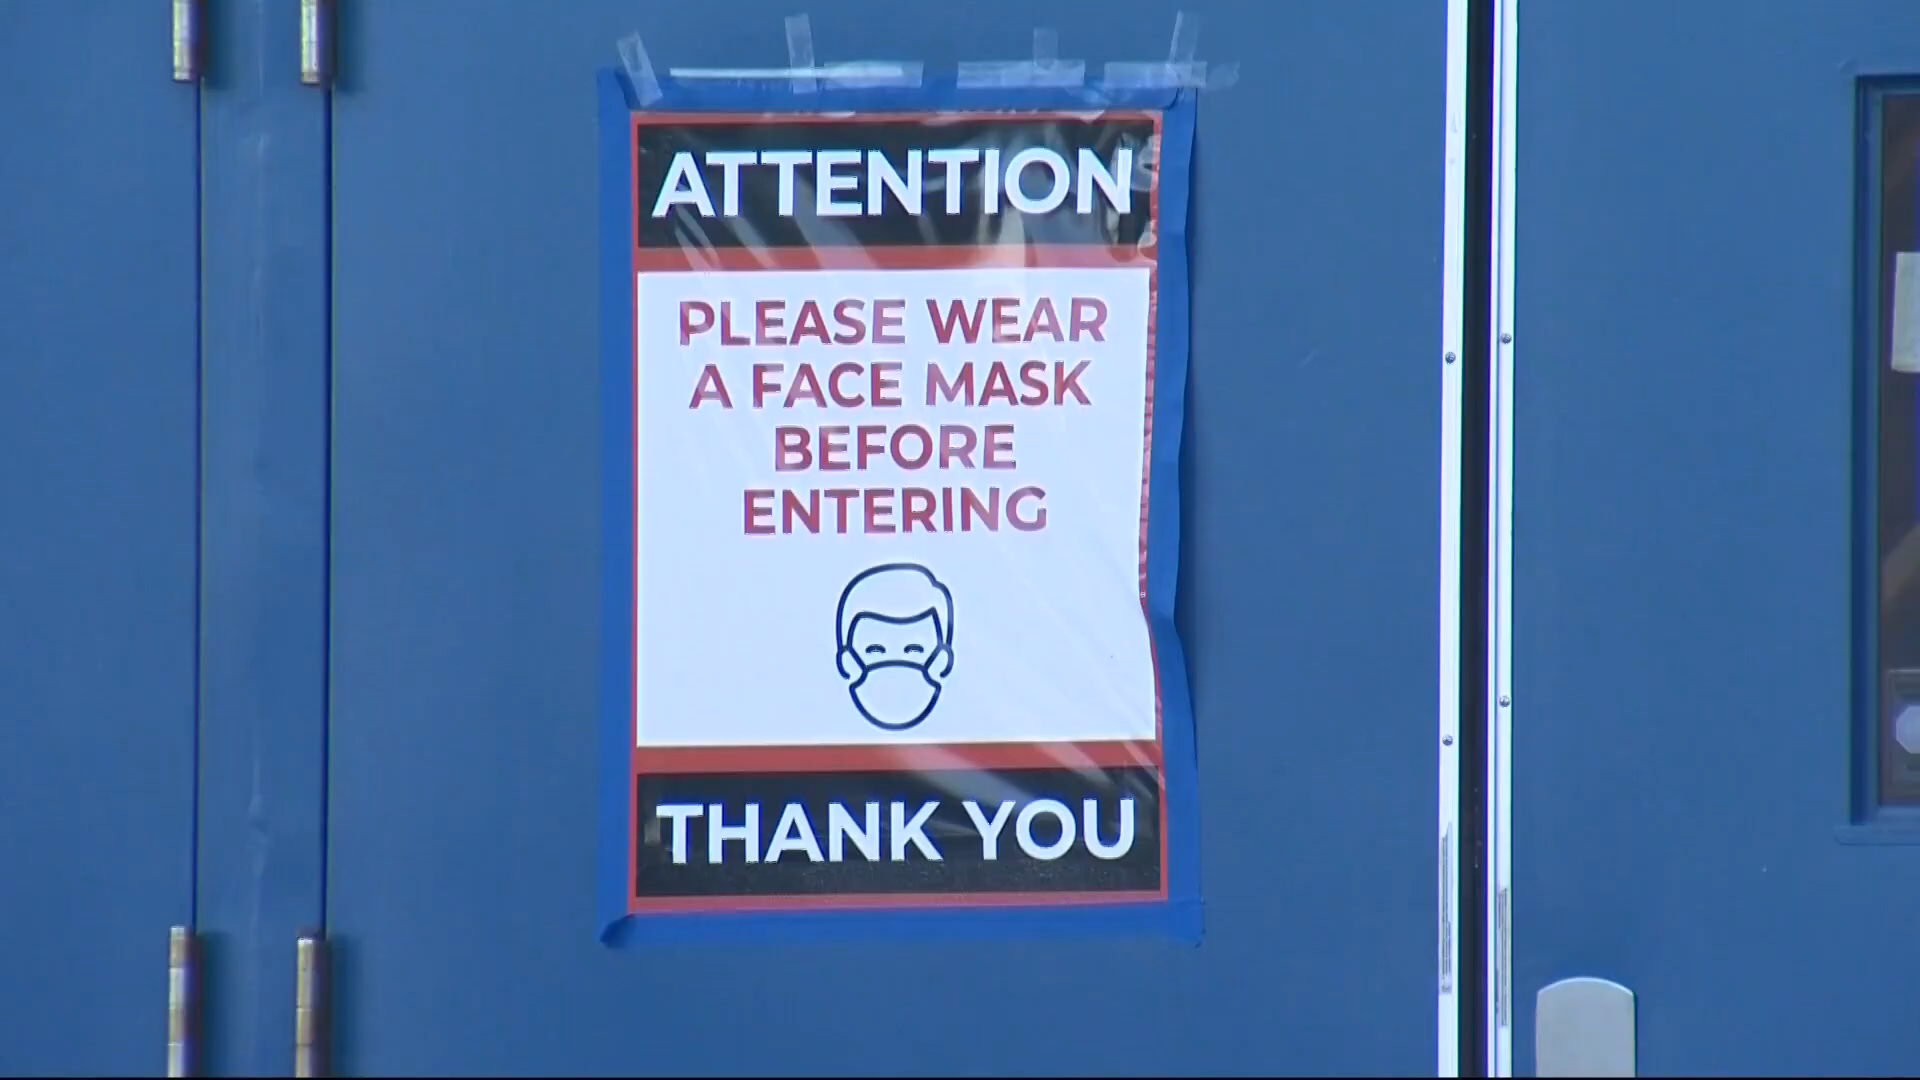 ATTENTION
PLEASE WEAR
A FACE MASK
BEFORE
ENTERING
THANK YOU